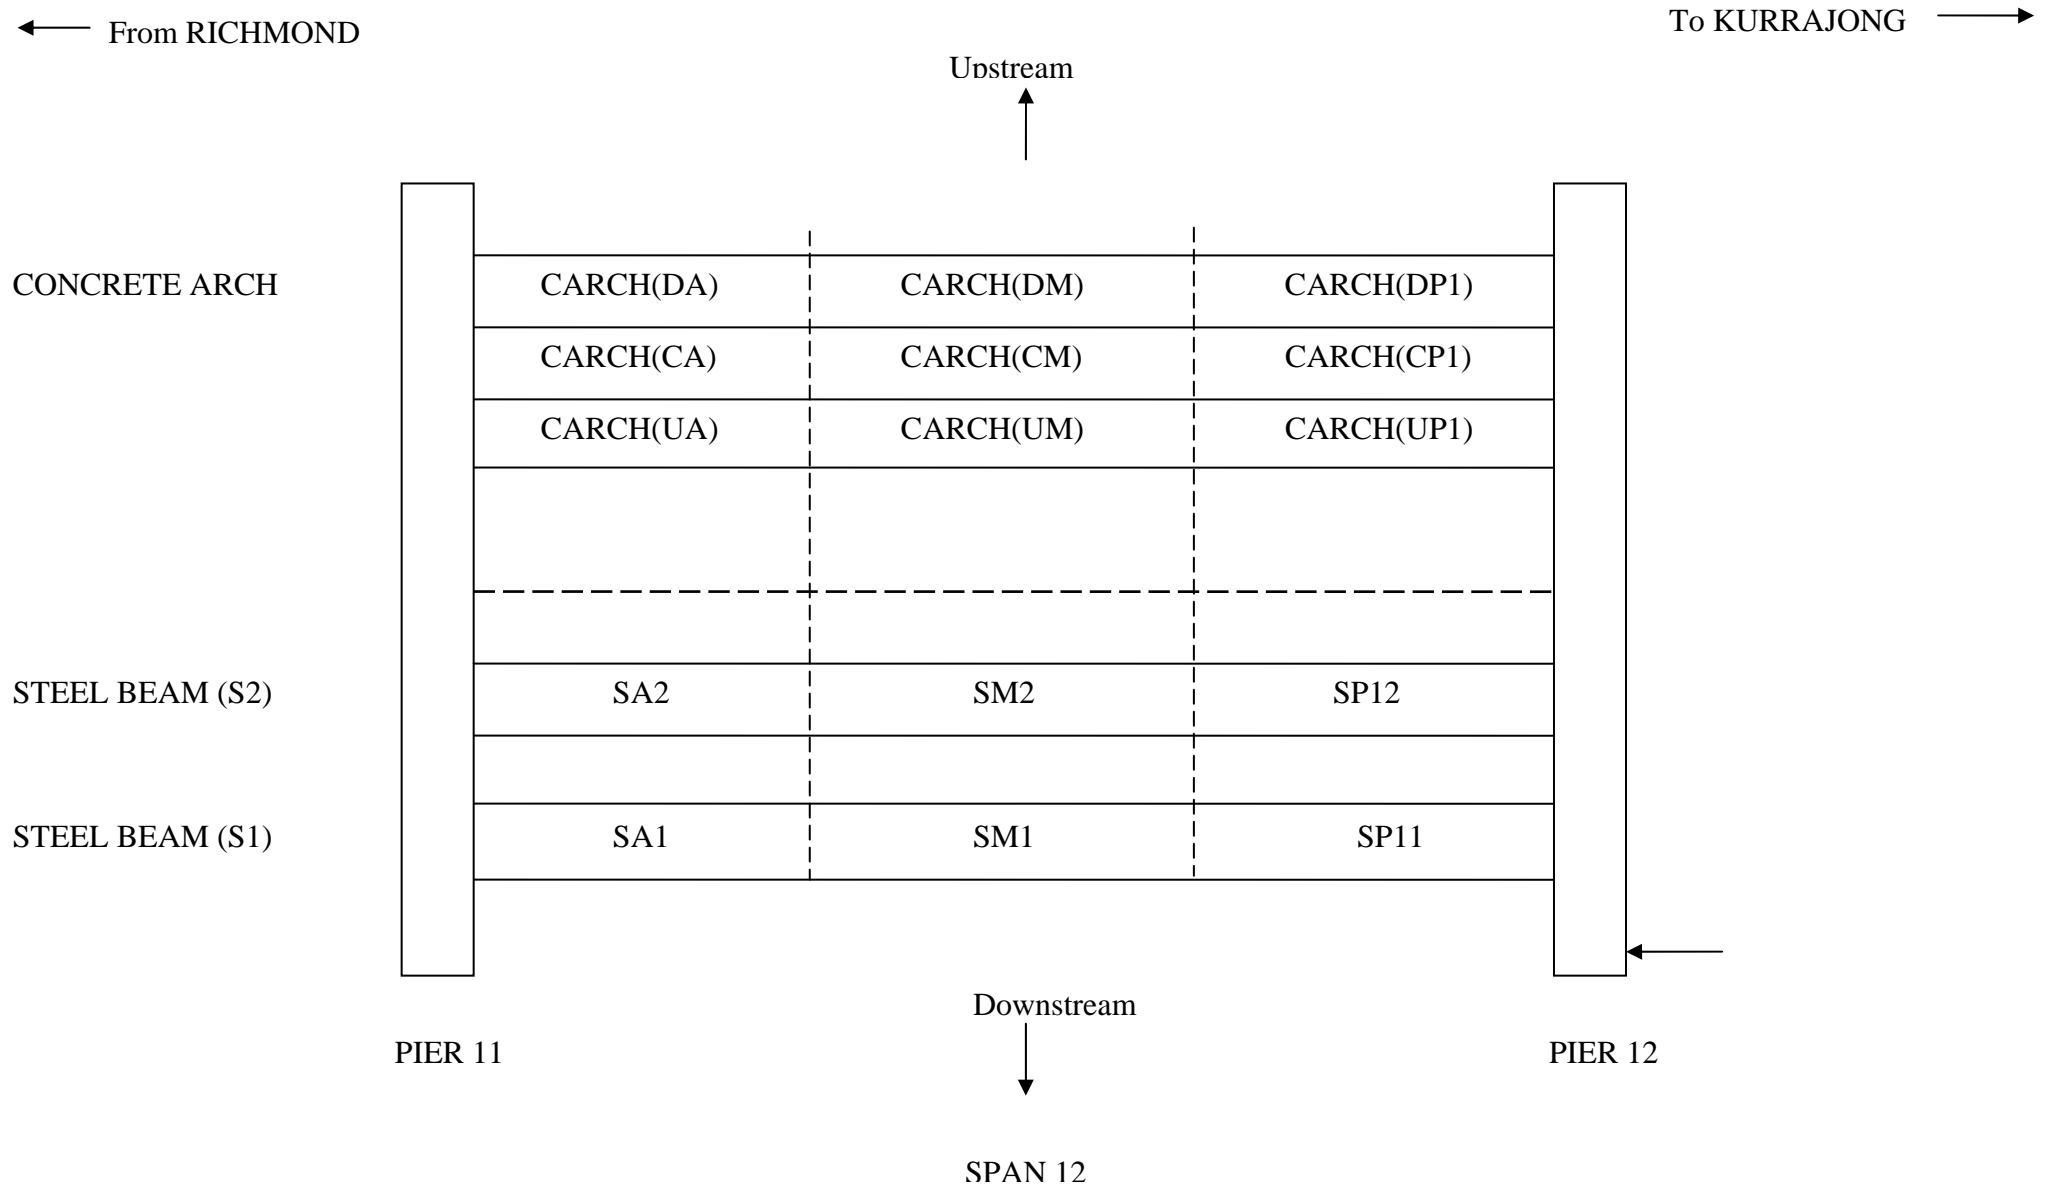 From RICHMOND
To KURRAJONG
Upstream
CONCRETE ARCH CARCH(DA) CARCH(DM) CARCH(DP1)
CARCH(CA) CARCH(CM) CARCH(CP1)
CARCH(UA) CARCH(UM) CARCH(UP1)
STEEL BEAM (S2) SA2 SM2 SP12
STEEL BEAM (S1) SA1 SM1 SP11
Downstream
PIER 11 PIER 12
SPAN 12